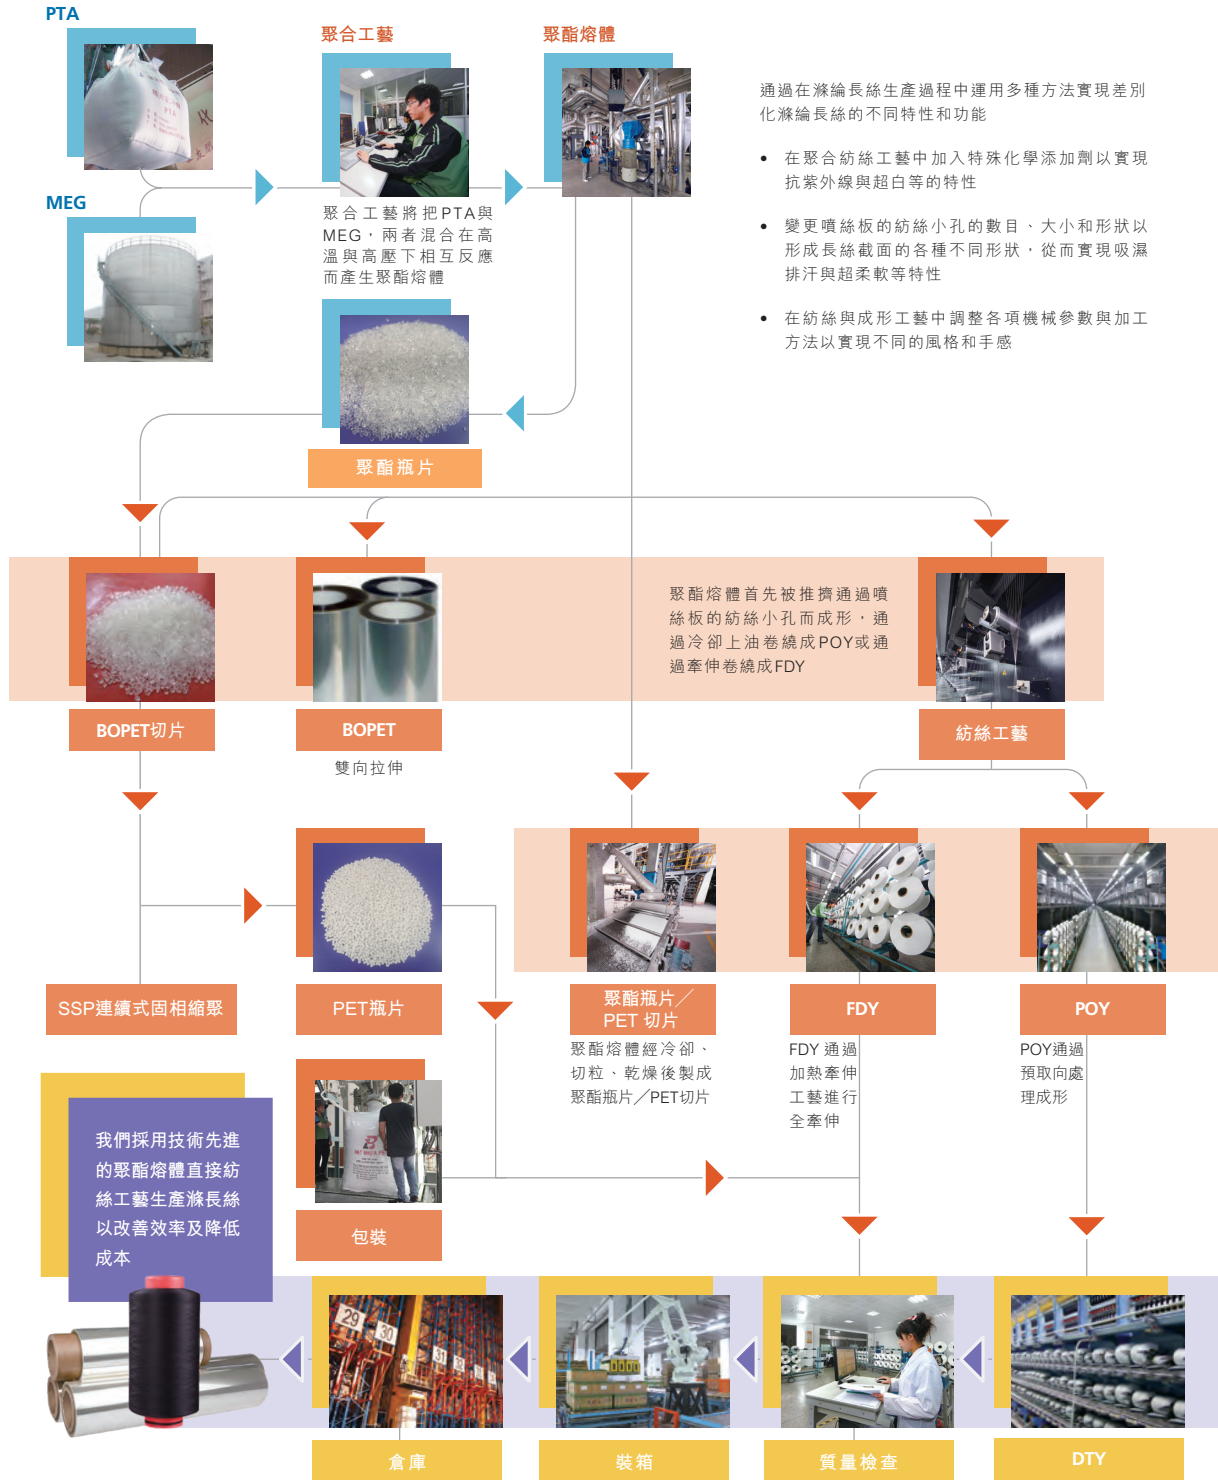 PTA
聚合工藝
聚酯熔體
通過在滌綸長絲生產過程中運用多種方法實現差別
化滌綸長絲的不同特性和功能
• 在聚合紡絲工藝中加入特殊化學添加劑以實現
抗紫外線與超白等的特性
• 變更噴絲板的紡絲小孔的數目、大小和形狀以
形成長絲截面的各種不同形狀，從而實現吸濕
排汗與超柔軟等特性
• 在紡絲與成形工藝中調整各項機械參數與加工
方法以實現不同的風格和手感
MEG
聚合工藝將把PTA與
MEG，兩者混合在高
溫與高壓下相互反應
而產生聚酯熔體
聚酯瓶片
聚酯熔體首先被推擠通過噴
絲板的紡絲小孔而成形，通
過冷卻上油卷繞成POY或通
過牽伸卷繞成FDY
BOPET切片
BOPET
雙向拉伸
紡絲工藝
SSP連續式固相縮聚
PET瓶片
聚酯瓶片／
PET 切片
聚酯熔體經冷卻、
切粒、乾燥後製成
聚酯瓶片／PET切片
FDY
FDY 通過
加熱牽伸
工藝進行
全牽伸
POY
POY通過
預取向處
理成形
我們採用技術先進
的聚酯熔體直接紡
絲工藝生產滌長絲
以改善效率及降低
成本
包裝
29
30
31
倉庫
裝箱
質量檢查
DTY